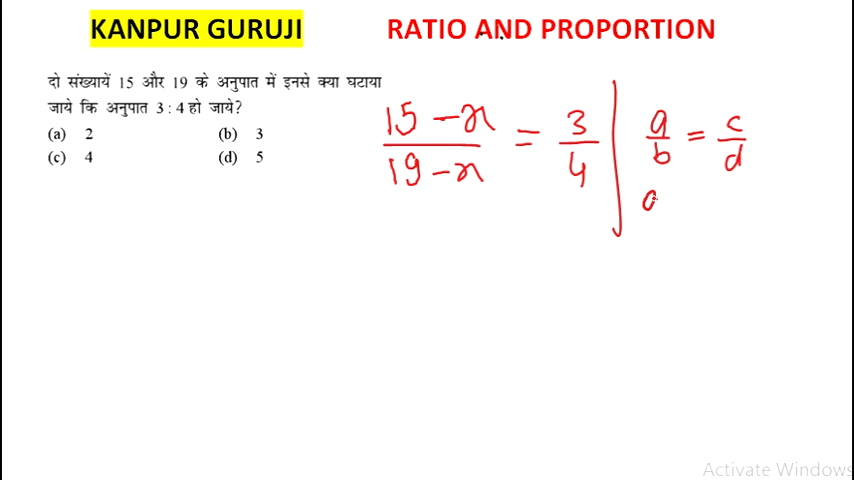 KANPUR GURUJI RATIO AND PROPORTION
दो संख्यायें 15 और 19 के अनुपात में इनसे क्या घटाया
जाये कि अनुपात 3 : 4 हो जाये?
(a) 2 (b) 3
(c) 4 (d) 5
15 - x / 19 - x = 3 / 4
a / b = c / d
a
Activate Windows